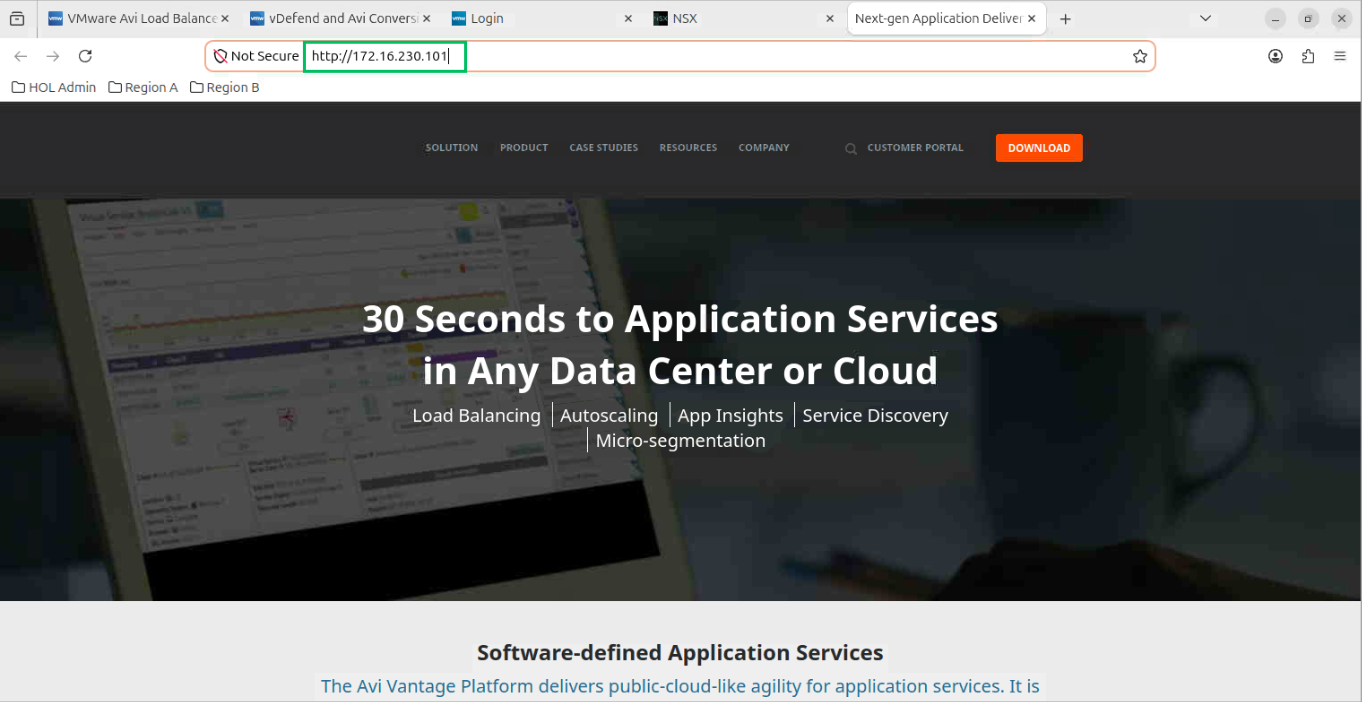 VMware Avi Load Balance
vDefend and Avi Convers
Login
NSX
Next-gen Application Deliver
Not Secure
http://172.16.230.101
HOL Admin
Region A
Region B
SOLUTION
PRODUCT
CASE STUDIES
RESOURCES
COMPANY
CUSTOMER PORTAL
DOWNLOAD
30 Seconds to Application Services
in Any Data Center or Cloud
Load Balancing
Autoscaling
App Insights
Service Discovery
Micro-segmentation
Software-defined Application Services
The Avi Vantage Platform delivers public-cloud-like agility for application services. It is